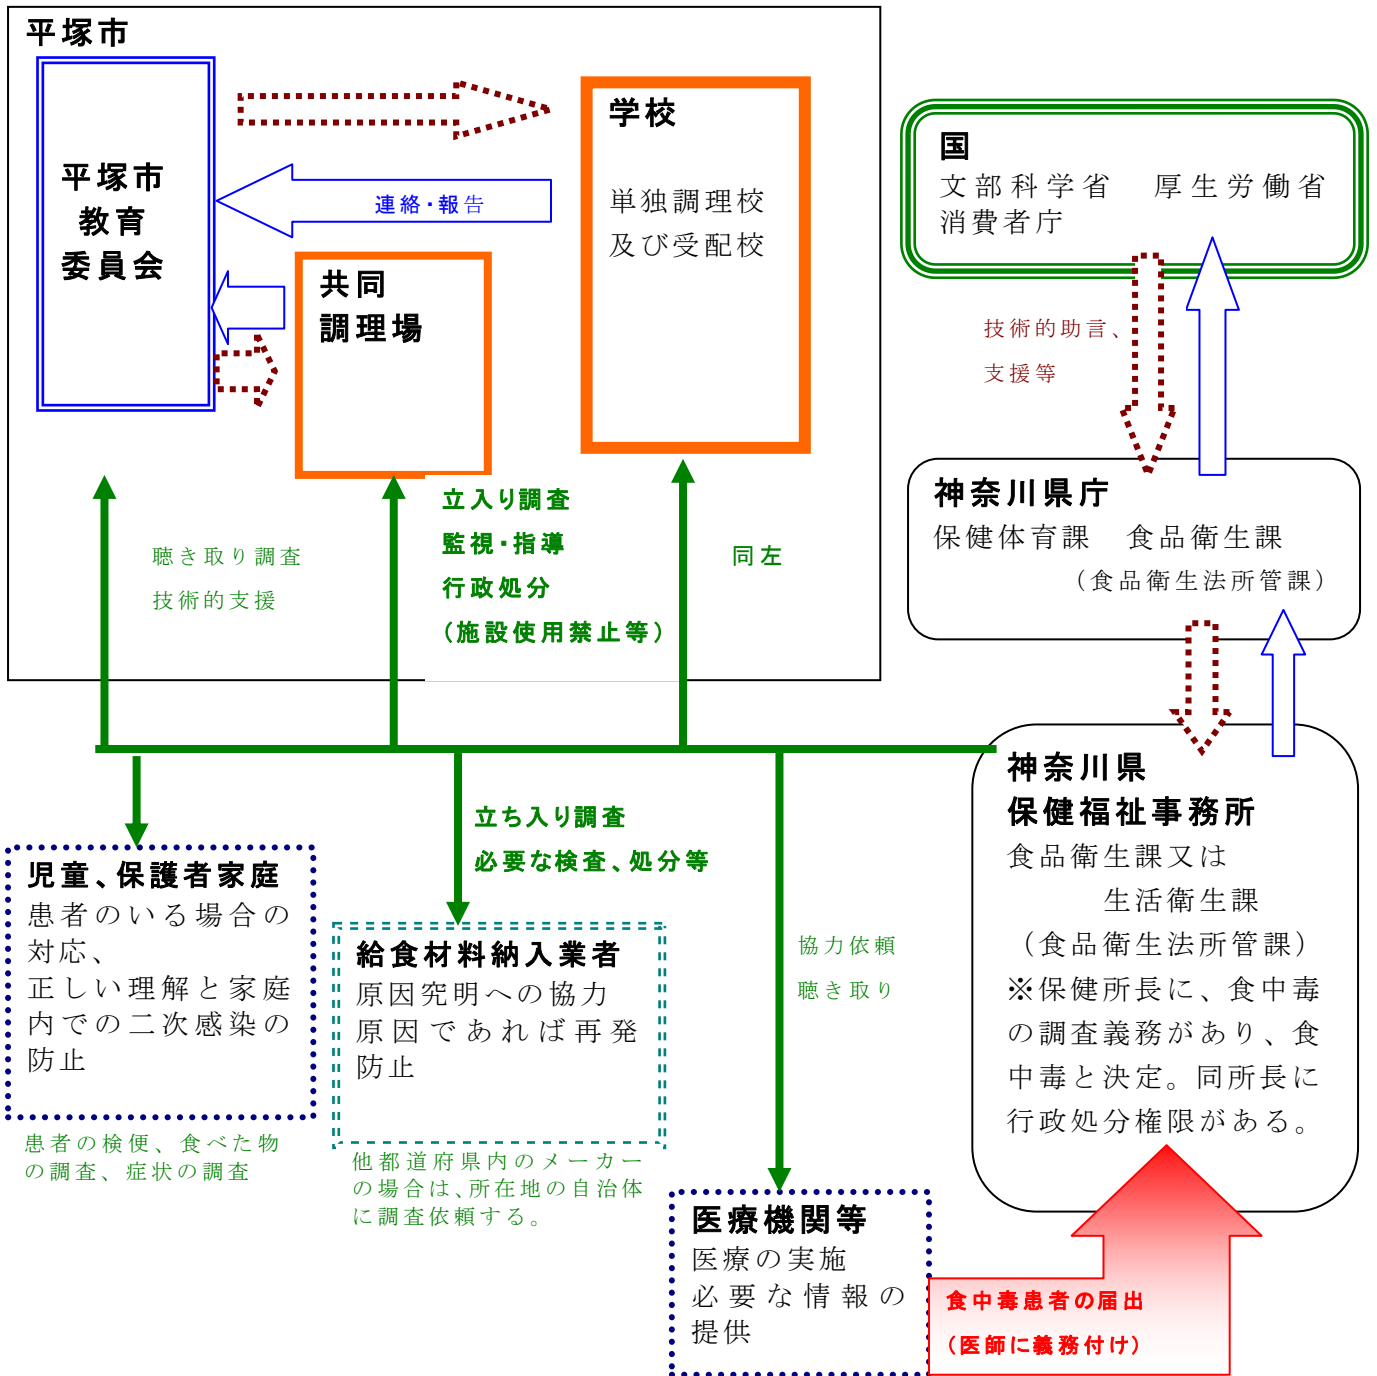 平塚市
平塚市
教育
委員会
連絡・報告
共同
調理場
学校
単独調理校
及び受配校
国
文部科学省　厚生労働省
消費者庁
技術的助言、
支援等
神奈川県庁
保健体育課　食品衛生課
（食品衛生法所管課）
聴き取り調査
技術的支援
立入り調査
監視・指導
行政処分
（施設使用禁止等）
同左
神奈川県
保健福祉事務所
食品衛生課又は
生活衛生課
（食品衛生法所管課）
※保健所長に、食中毒
の調査義務があり、食
中毒と決定。同所長に
行政処分権限がある。
立ち入り調査
必要な検査、処分等
児童、保護者家庭
患者のいる場合の
対応、
正しい理解と家庭
内での二次感染の
防止
患者の検便、食べた物
の調査、症状の調査
給食材料納入業者
原因究明への協力
原因であれば再発
防止
他都道府県内のメーカー
の場合は、所在地の自治体
に調査依頼する。
協力依頼
聴き取り
医療機関等
医療の実施
必要な情報の
提供
食中毒患者の届出
（医師に義務付け）